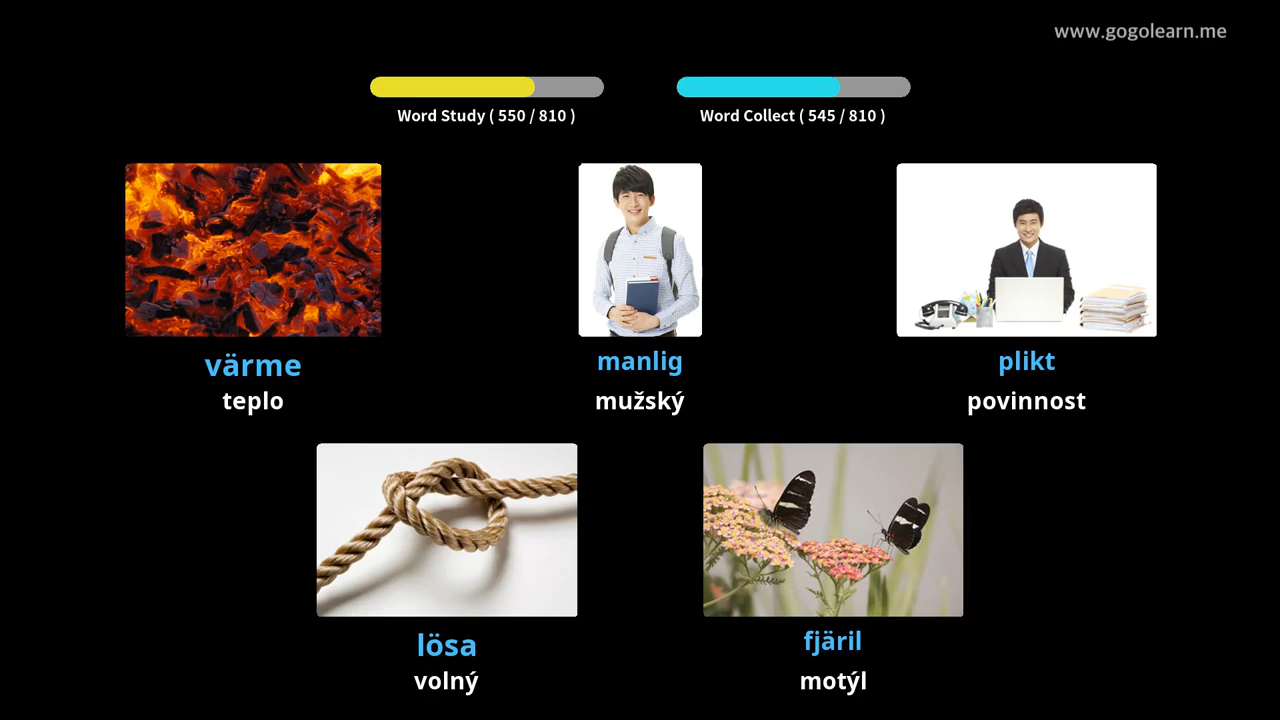 www.gogolearn.me
Word Study ( 550 / 810 )
Word Collect ( 545 / 810 )
värme
teplo
manlig
mužský
plikt
povinnost
lösa
volný
fjäril
motýl